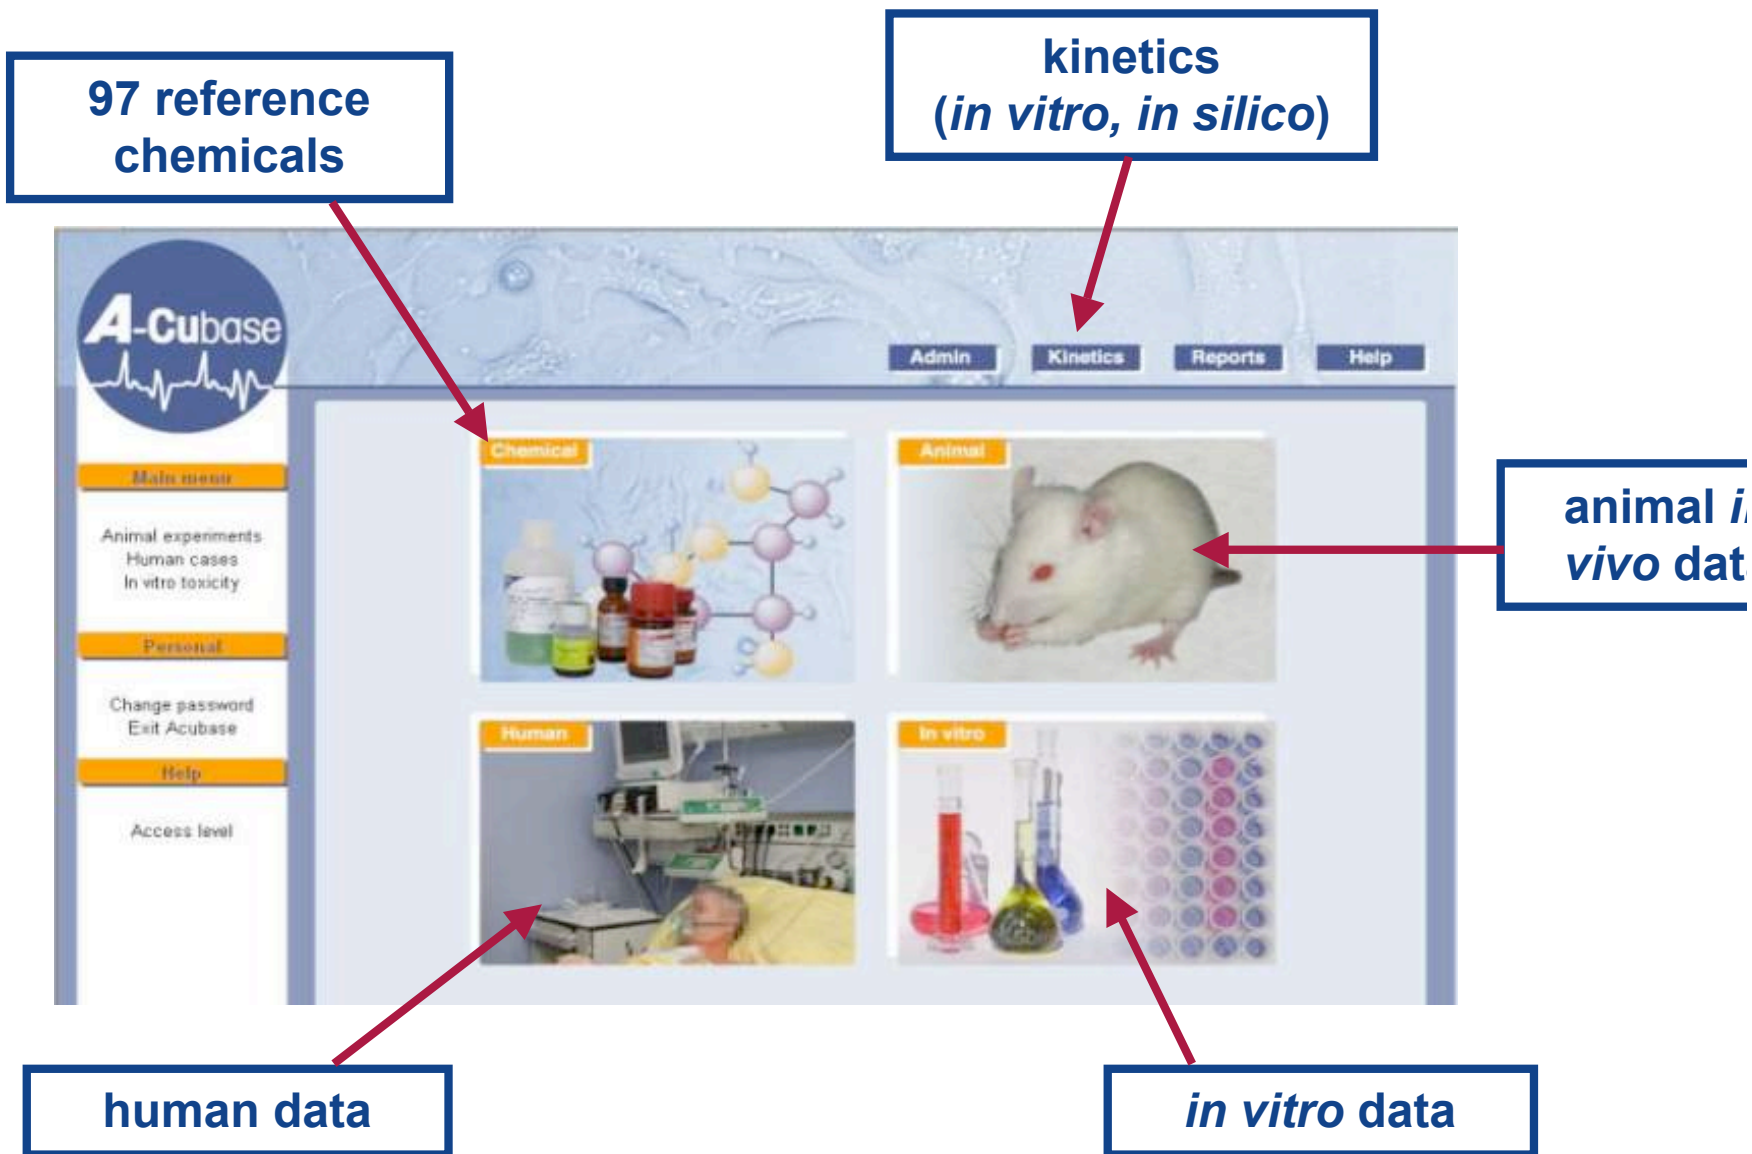 kinetics
(in vitro, in silico)
97 reference
chemicals
A-Cubase
Admin Kinetics Reports Help
Main menu
Animal experiments
Human cases
In vitro toxicity
Personal
Change password
Exit Acubase
Help
Access level
Chemical
Animal
Human
In vitro
animal
vivo
human data
in vitro data